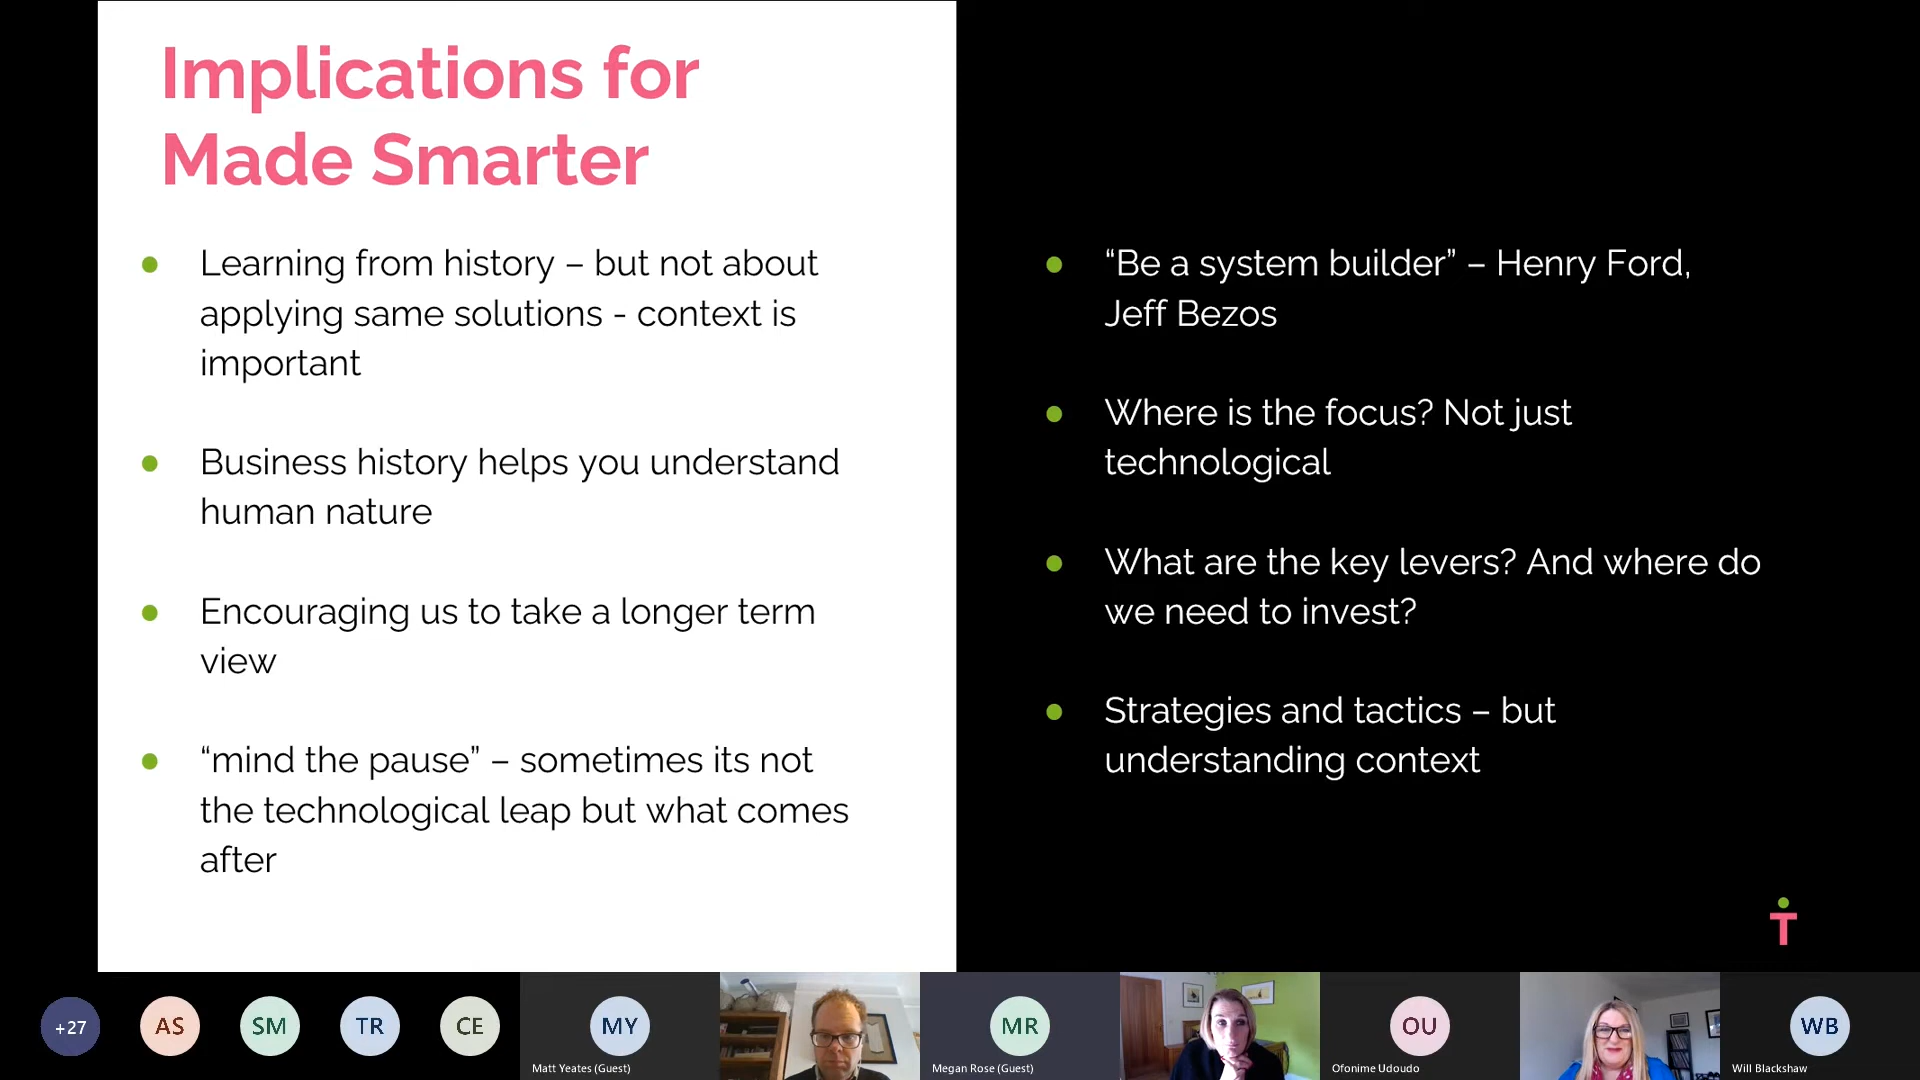 Implications for
Made Smarter
Learning from history – but not about
applying same solutions - context is
important
Business history helps you understand
human nature
Encouraging us to take a longer term
view
“mind the pause” – sometimes its not
the technological leap but what comes
after
“Be a system builder” – Henry Ford,
Jeff Bezos
Where is the focus? Not just
technological
What are the key levers? And where do
we need to invest?
Strategies and tactics – but
understanding context
T
+27
AS
SM
TR
CE
MY
Matt Yeates (Guest)
MR
Megan Rose (Guest)
OU
Ofonime Udoudo
WB
Will Blackshaw